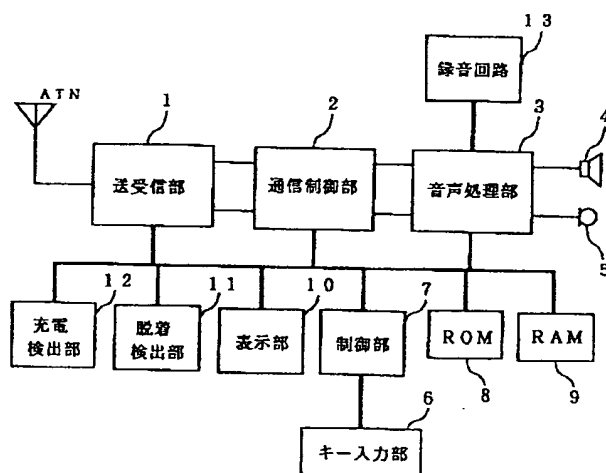 13
録音回路
ATN
1
2
3
4
送受信部
通信制御部
音声処理部
5
12
11
10
7
充電
検出部
脱着
検出部
表示部
制御部
ROM
RAM
8
9
6
キー入力部